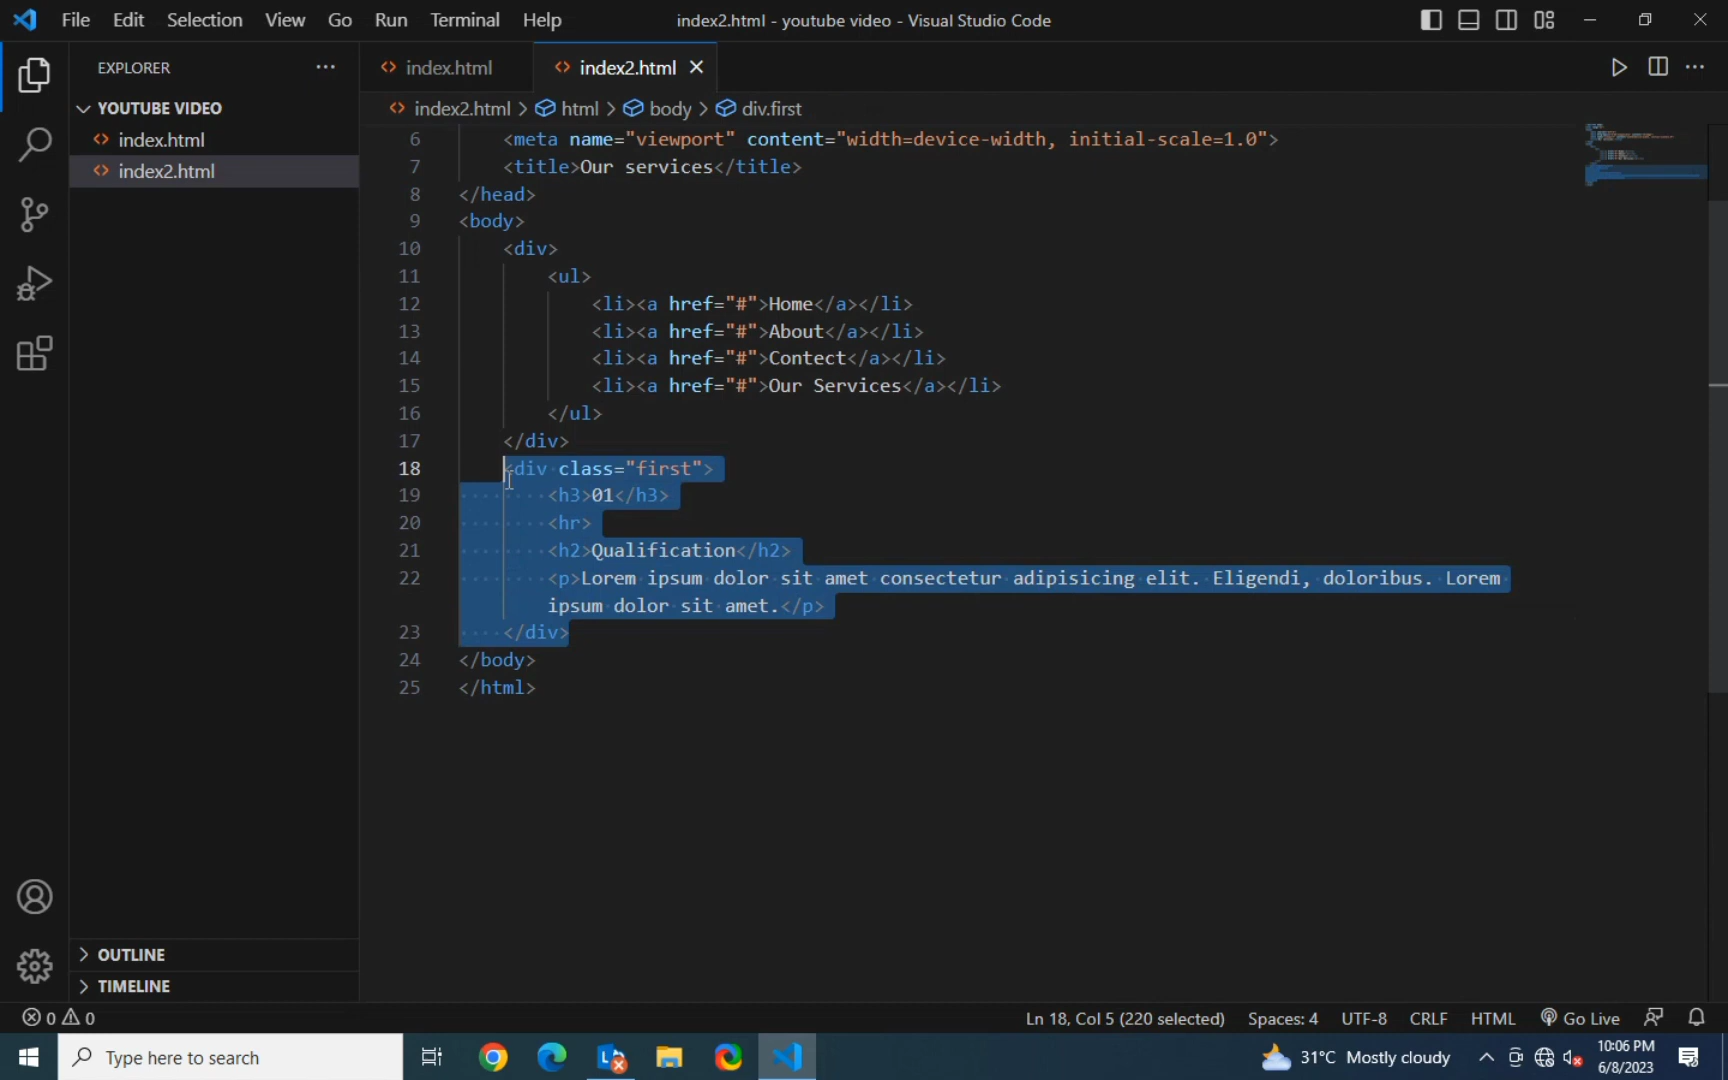 File Edit Selection View Go Run Terminal Help index2.html - youtube video - Visual Studio Code
EXPLORER
YOUTUBE VIDEO
index.html
index2.html
OUTLINE
TIMELINE
index.html index2.html
index2.html > html > body > div.first
6 <meta name="viewport" content="width=device-width, initial-scale=1.0">
7 <title>Our services</title>
8 </head>
9 <body>
10 <div>
11 <ul>
12 <li><a href="#">Home</a></li>
13 <li><a href="#">About</a></li>
14 <li><a href="#">Contect</a></li>
15 <li><a href="#">Our Services</a></li>
16 </ul>
17 </div>
18 <div class="first">
19 <h3>01</h3>
20 <hr>
21 <h2>Qualification</h2>
22 <p>Lorem ipsum dolor sit amet consectetur adipisicing elit. Eligendi, doloribus. Lorem
ipsum dolor sit amet.</p>
23 </div>
24 </body>
25 </html>
0 0 Ln 18, Col 5 (220 selected) Spaces: 4 UTF-8 CRLF HTML Go Live
Type here to search 31°C Mostly cloudy 10:06 PM
6/8/2023